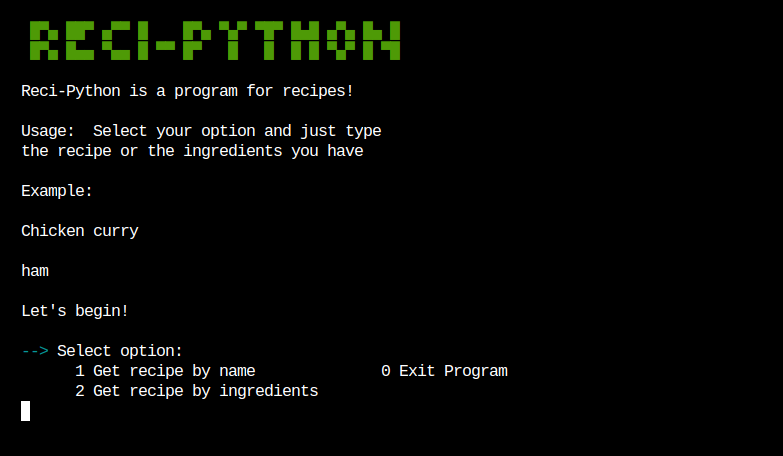 RECI-PYTHON
Reci-Python is a program for recipes!
Usage:  Select your option and just type
the recipe or the ingredients you have
Example:
Chicken curry
ham
Let's begin!
--> Select option:
1 Get recipe by name              0 Exit Program
2 Get recipe by ingredients